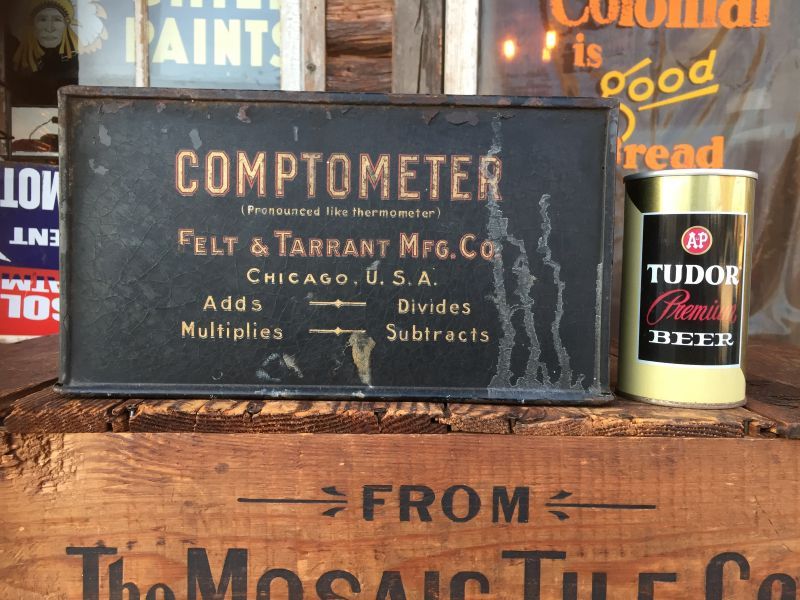 PAINTS
Colonial
is
good
Bread
COMPTOMETER
(Pronounced like thermometer)
FELT & TARRANT MFG. CO.
CHICAGO, U.S.A.
Adds Divides
Multiplies Subtracts
A&P
TUDOR
Premium
BEER
FROM
The MOSAIC TILE Co